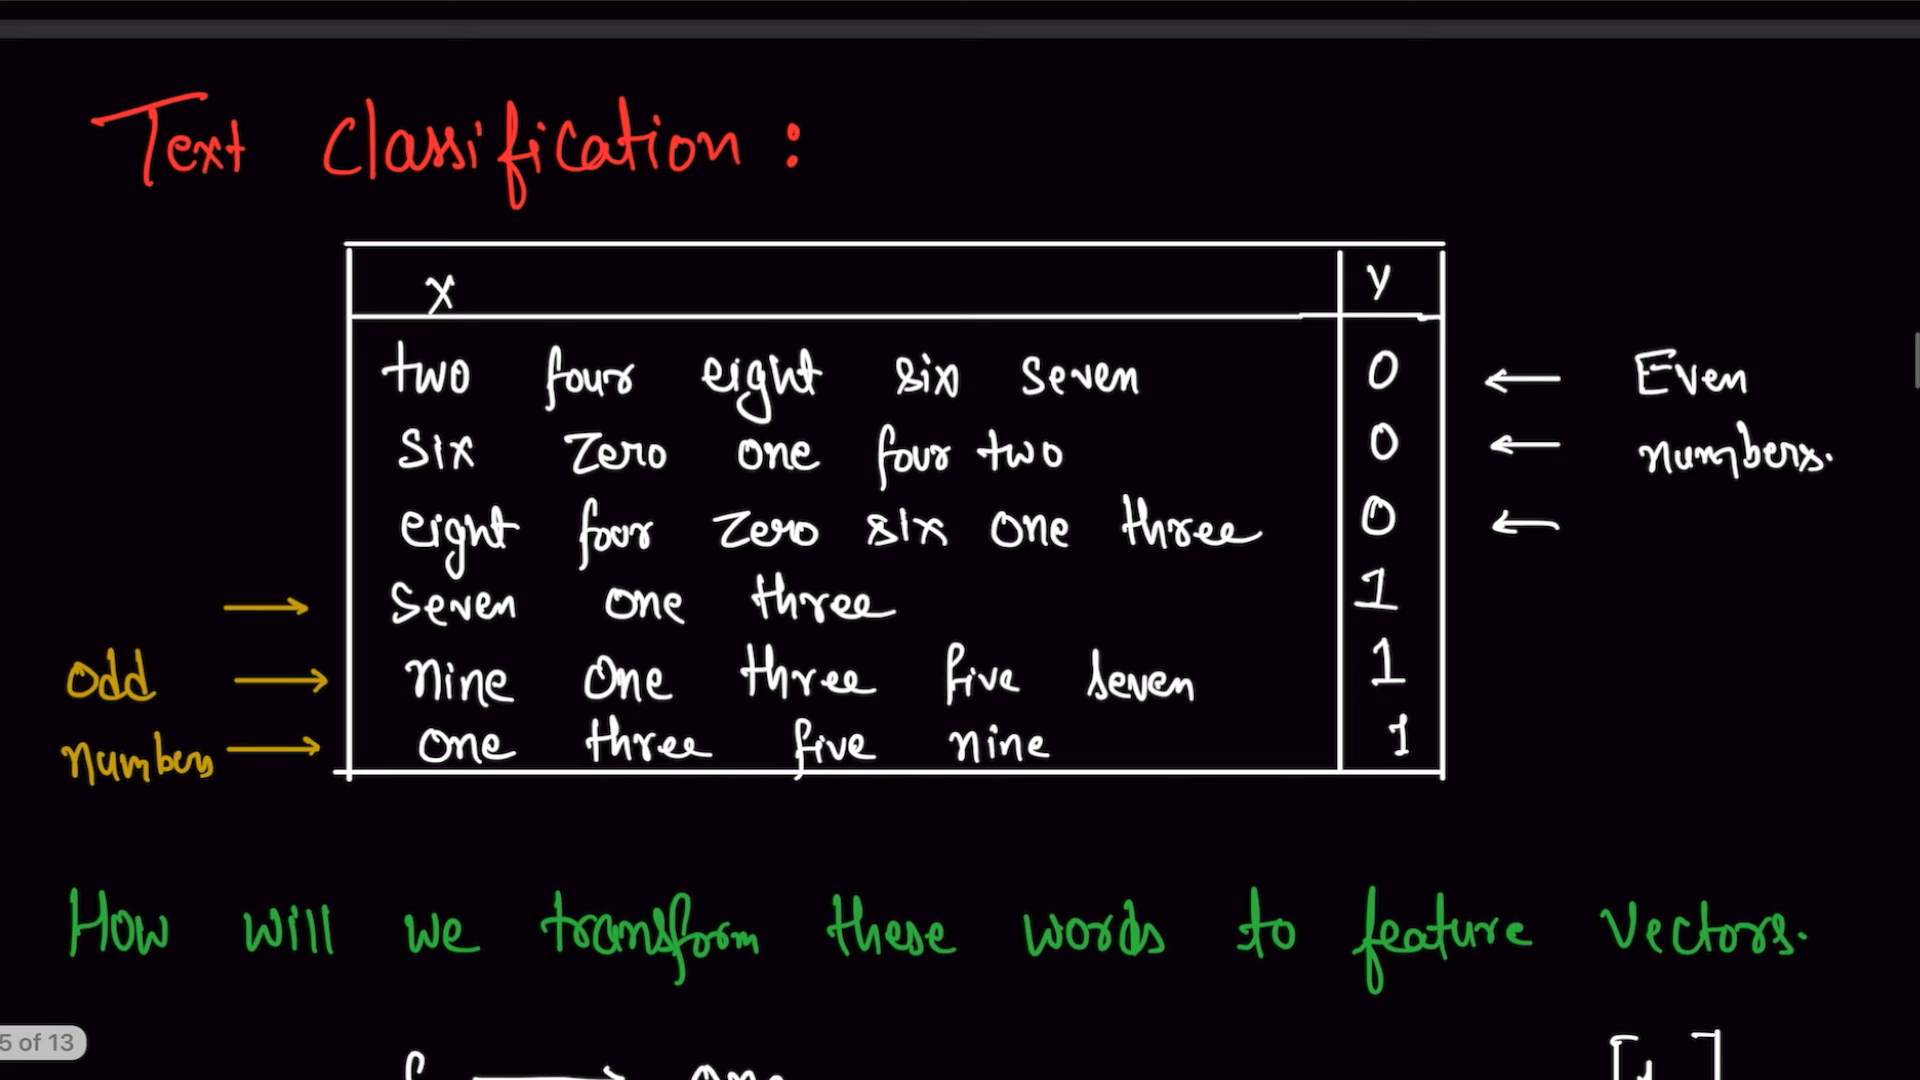 Text Classification :
X Y
two four eight six seven 0 ← Even
six zero one four two 0 ← numbers.
eight four zero six one three 0 ←
→ seven one three 1
odd → nine one three five seven 1
numbers → one three five nine 1
How will we transform these words to feature vectors.
5 of 13